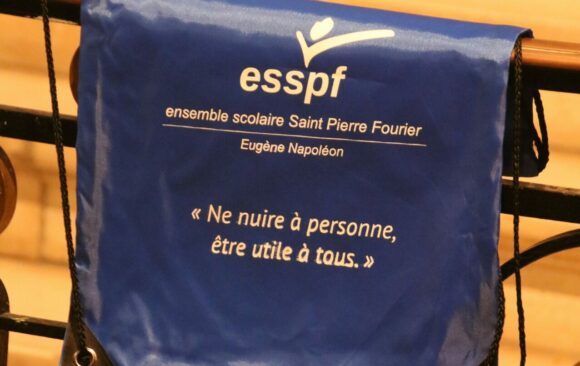 esspf
ensemble scolaire Saint Pierre Fourier
Eugène Napoléon
« Ne nuire à personne,
être utile à tous. »